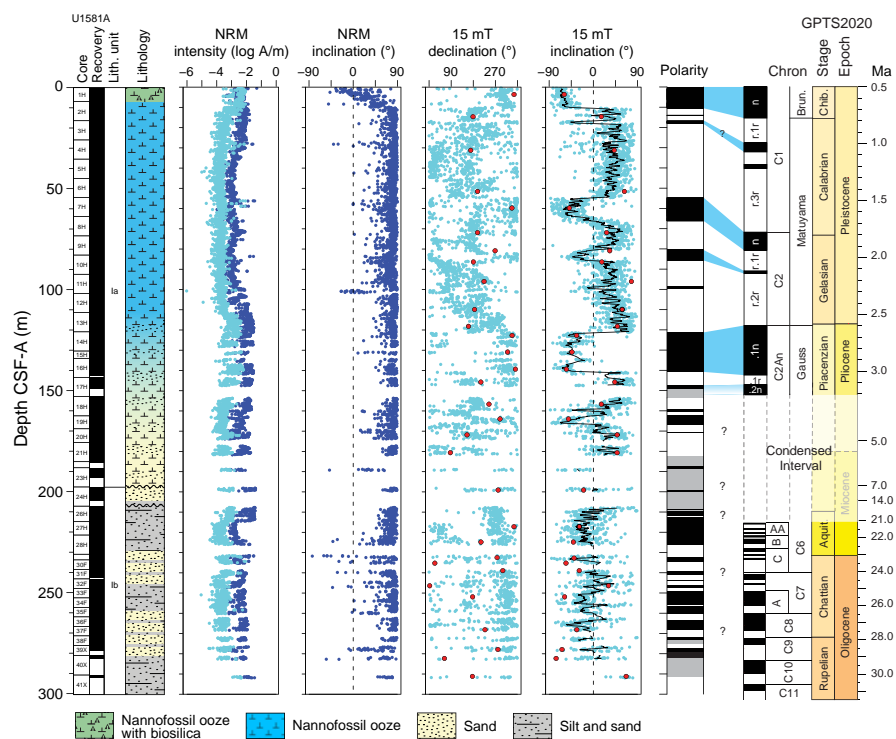 U1581A
GPTS2020
Core
Recovery
Lith. unit
Lithology
NRM
intensity (log A/m)
NRM
inclination (°)
15 mT
declination (°)
15 mT
inclination (°)
Polarity
Chron
Stage
Epoch
Ma
−6 −4 −2 0
−90 0 90
90 270
−90 0 90
Depth CSF-A (m)
0
50
100
150
200
250
300
1H
2H
3H
4H
5H
6H
7H
8H
9H
10H
11H
12H
13H
14H
15H
16H
17H
18H
19H
20H
21H
23H
24H
26H
27H
28H
30F
31F
32F
33F
34F
35F
36F
37F
38F
39X
40X
41X
Ia
Ib
?
?
?
?
?
n
r.1r
r.3r
n
r.1r
r.2r
.1n
.1r
.2n
C1
C2
C2An
Brun.
Matuyama
Gauss
Condensed
Interval
AA
B
C
A
C6
C7
C8
C9
C10
C11
Chib.
Calabrian
Gelasian
Piacenzian
Aquit
Chattian
Rupelian
Pleistocene
Pliocene
Miocene
Oligocene
0.5
1.0
1.5
2.0
2.5
3.0
5.0
7.0
14.0
21.0
22.0
24.0
26.0
28.0
30.0
Nannofossil ooze
with biosilica
Nannofossil ooze
Sand
Silt and sand